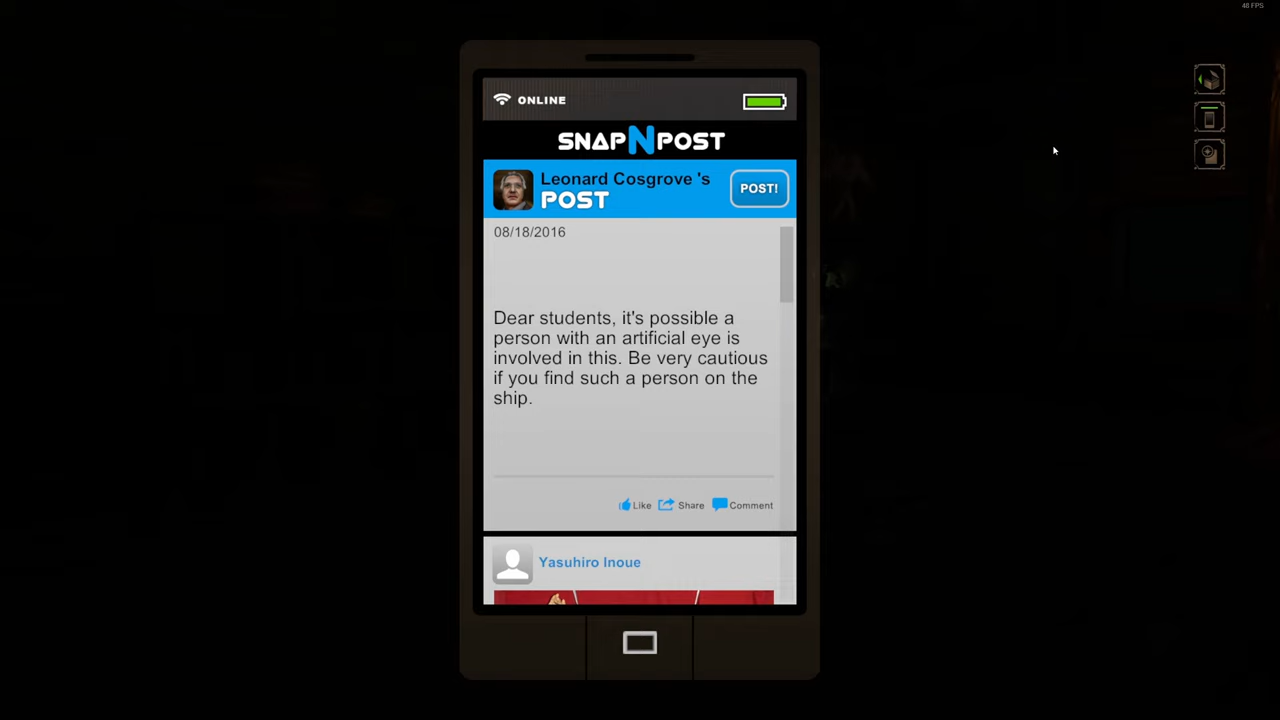 48 FPS
ONLINE
SNAPNPOST
Leonard Cosgrove 's
POST
POST!
08/18/2016
Dear students, it's possible a
person with an artificial eye is
involved in this. Be very cautious
if you find such a person on the
ship.
Like Share Comment
Yasuhiro Inoue